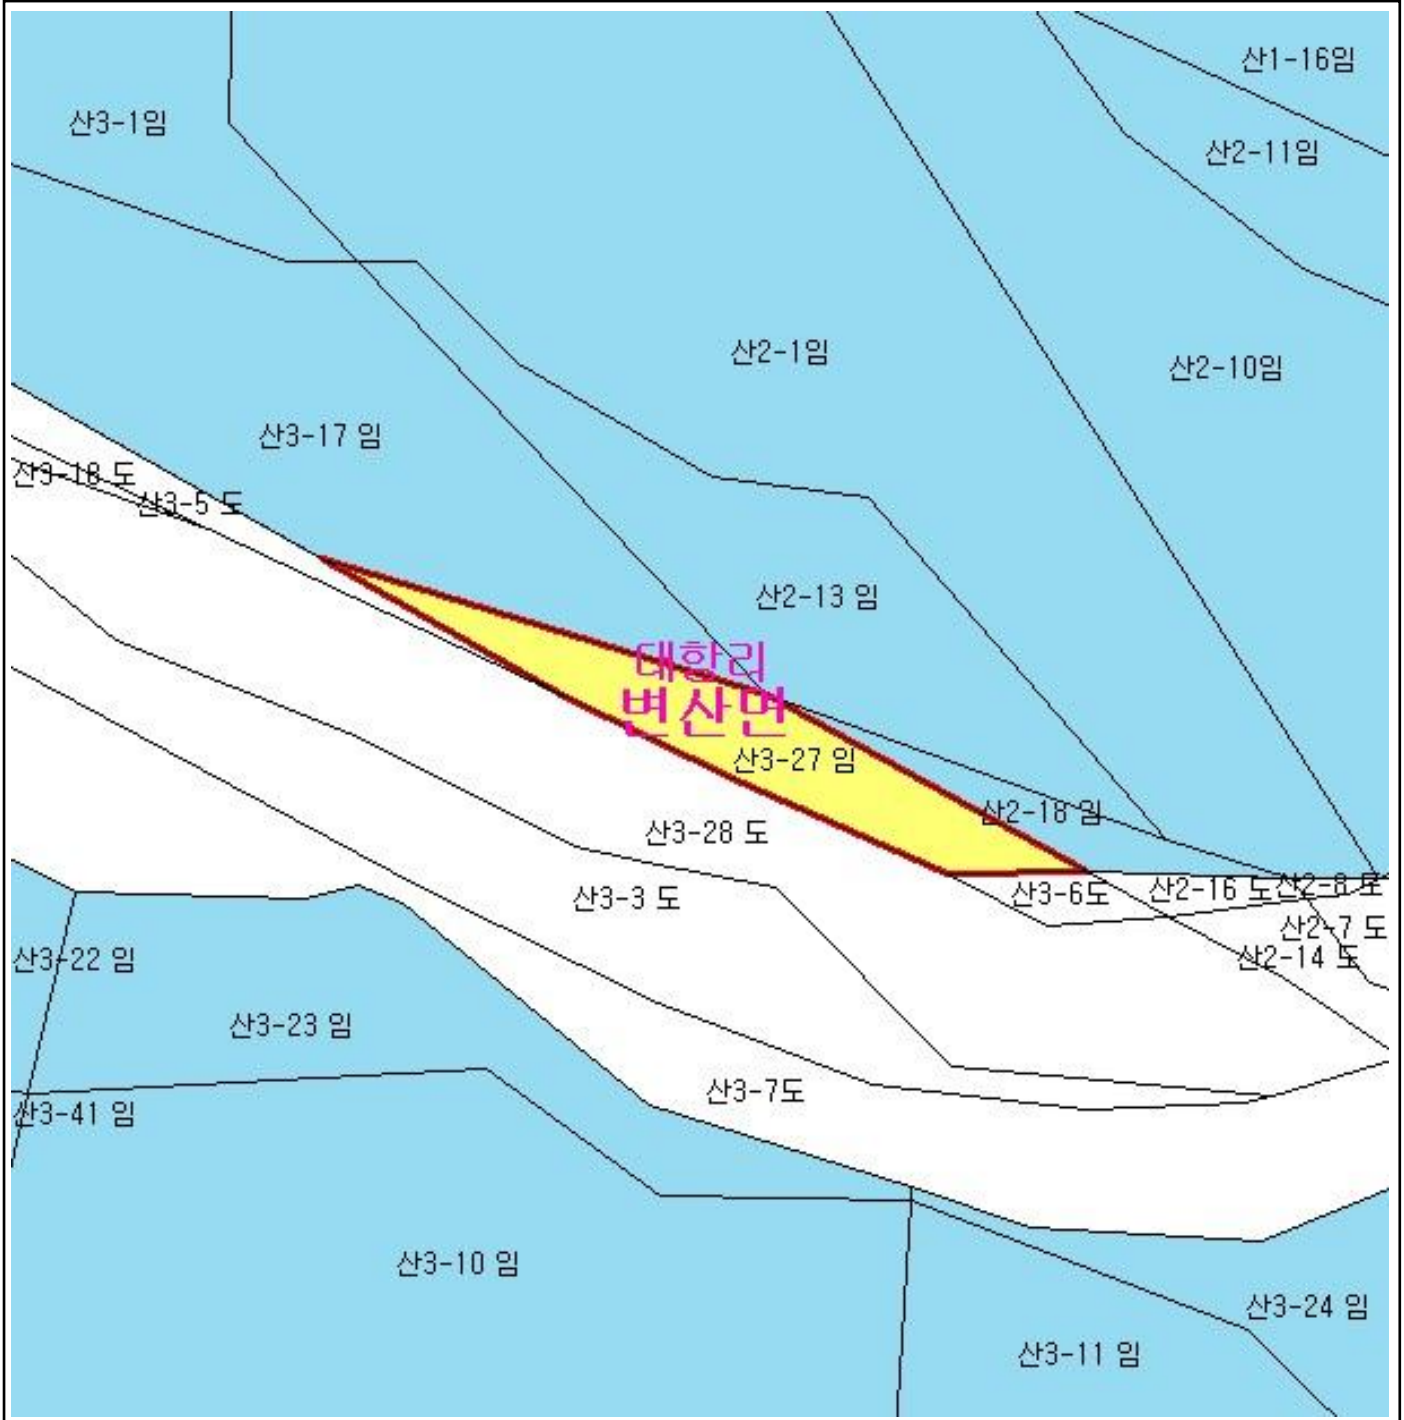 산1-16임
산3-1임
산2-11임
산2-1임
산2-10임
산3-17 임
산3-18 도
산3-5 도
산2-13 임
대항리
변산면
산3-27 임
산2-18 임
산3-28 도
산3-3 도
산3-6도
산2-16 도
산2-8 도
산2-7 도
산2-14 도
산3-22 임
산3-23 임
산3-7도
산3-41 임
산3-10 임
산3-24 임
산3-11 임